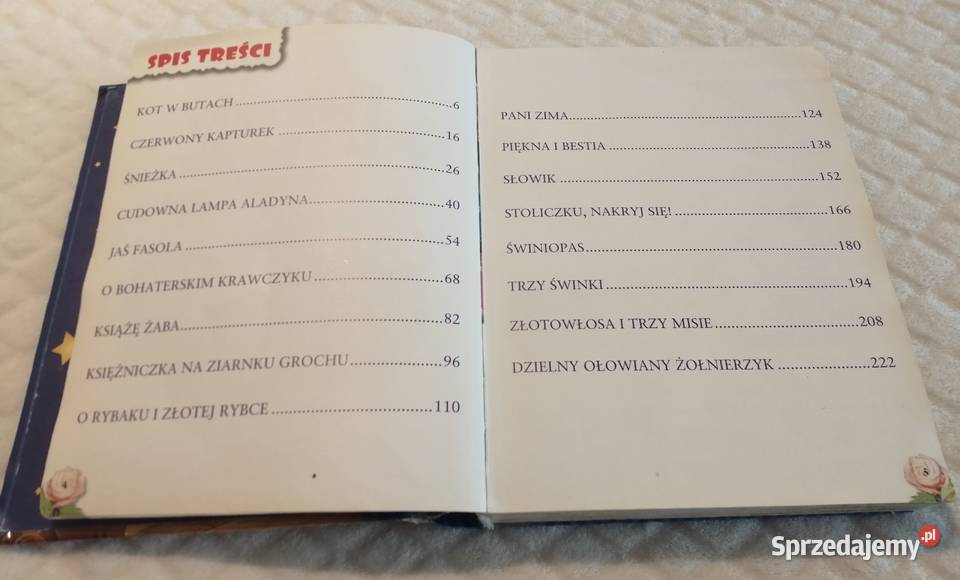 SPIS TREŚCI
KOT W BUTACH ........ 6
CZERWONY KAPTUREK ........ 16
ŚNIEŻKA ........ 26
CUDOWNA LAMPA ALADYNA ........ 40
JAŚ FASOLA ........ 54
O BOHATERSKIM KRAWCZYKU ........ 68
KSIĄŻĘ ŻABA ........ 82
KSIĘŻNICZKA NA ZIARNKU GROCHU ........ 96
O RYBAKU I ZŁOTEJ RYBCE ........ 110
4
PANI ZIMA ........ 124
PIĘKNA I BESTIA ........ 138
SŁOWIK ........ 152
STOLICZKU, NAKRYJ SIĘ! ........ 166
ŚWINIOPAS ........ 180
TRZY ŚWINKI ........ 194
ZŁOTOWŁOSA I TRZY MISIE ........ 208
DZIELNY OŁOWIANY ŻOŁNIERZYK ........ 222
5
Sprzedajemy.pl